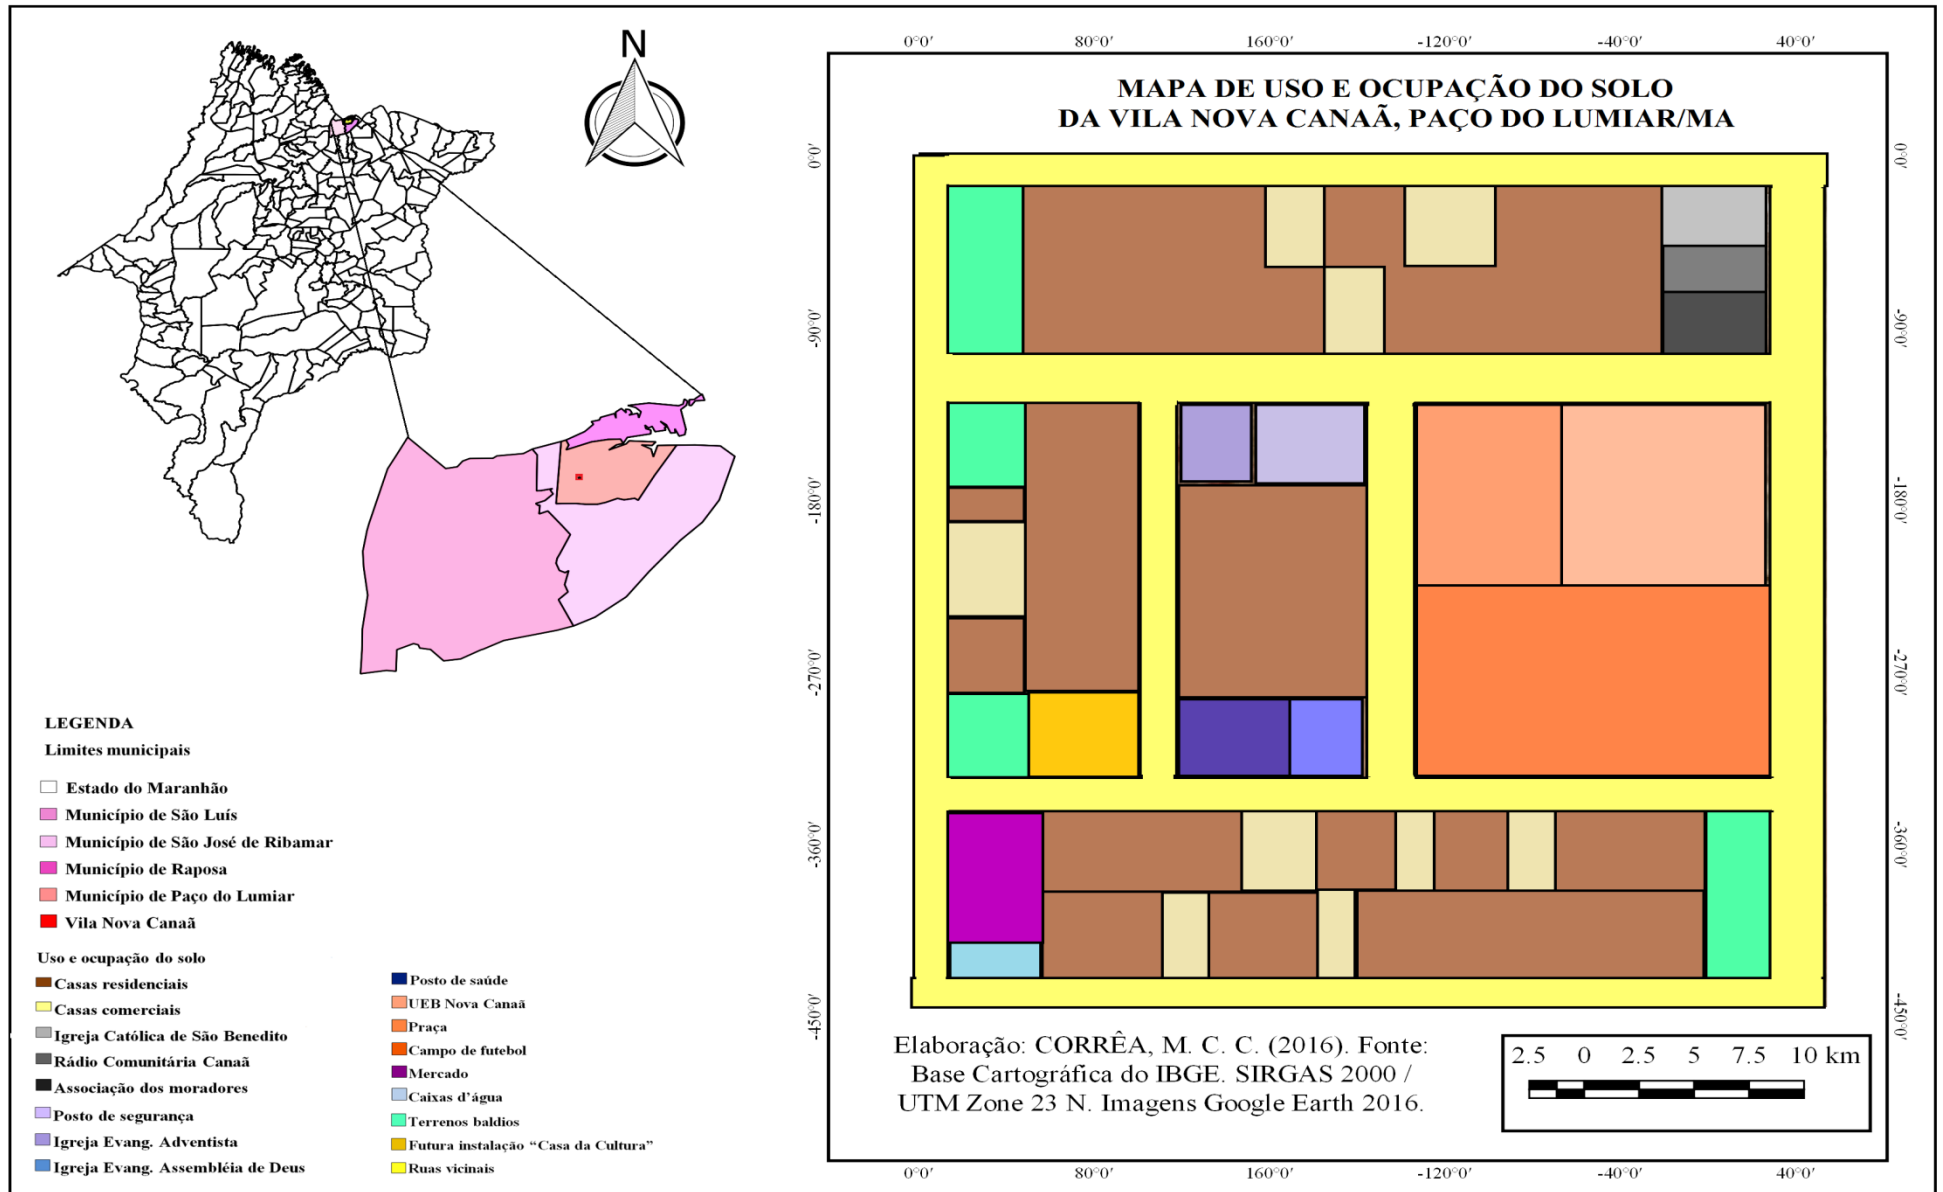 N
0°0′ 80°0′ 160°0′ -120°0′ -40°0′ 40°0′
MAPA DE USO E OCUPAÇÃO DO SOLO
DA VILA NOVA CANAÃ, PAÇO DO LUMIAR/MA
0°0′
-90°0′
-180°0′
-270°0′
-360°0′
-450°0′
0°0′
-90°0′
-180°0′
-270°0′
-360°0′
-450°0′
LEGENDA
Limites municipais
Estado do Maranhão
Município de São Luís
Município de São José de Ribamar
Município de Raposa
Município de Paço do Lumiar
Vila Nova Canaã
Uso e ocupação do solo
Casas residenciais
Casas comerciais
Igreja Católica de São Benedito
Rádio Comunitária Canaã
Associação dos moradores
Posto de segurança
Igreja Evang. Adventista
Igreja Evang. Assembléia de Deus
Posto de saúde
UEB Nova Canaã
Praça
Campo de futebol
Mercado
Caixas d’água
Terrenos baldios
Futura instalação “Casa da Cultura”
Ruas vicinais
Elaboração: CORRÊA, M. C. C. (2016). Fonte:
Base Cartográfica do IBGE. SIRGAS 2000 /
UTM Zone 23 N. Imagens Google Earth 2016.
2.5 0 2.5 5 7.5 10 km
0°0′ 80°0′ 160°0′ -120°0′ -40°0′ 40°0′